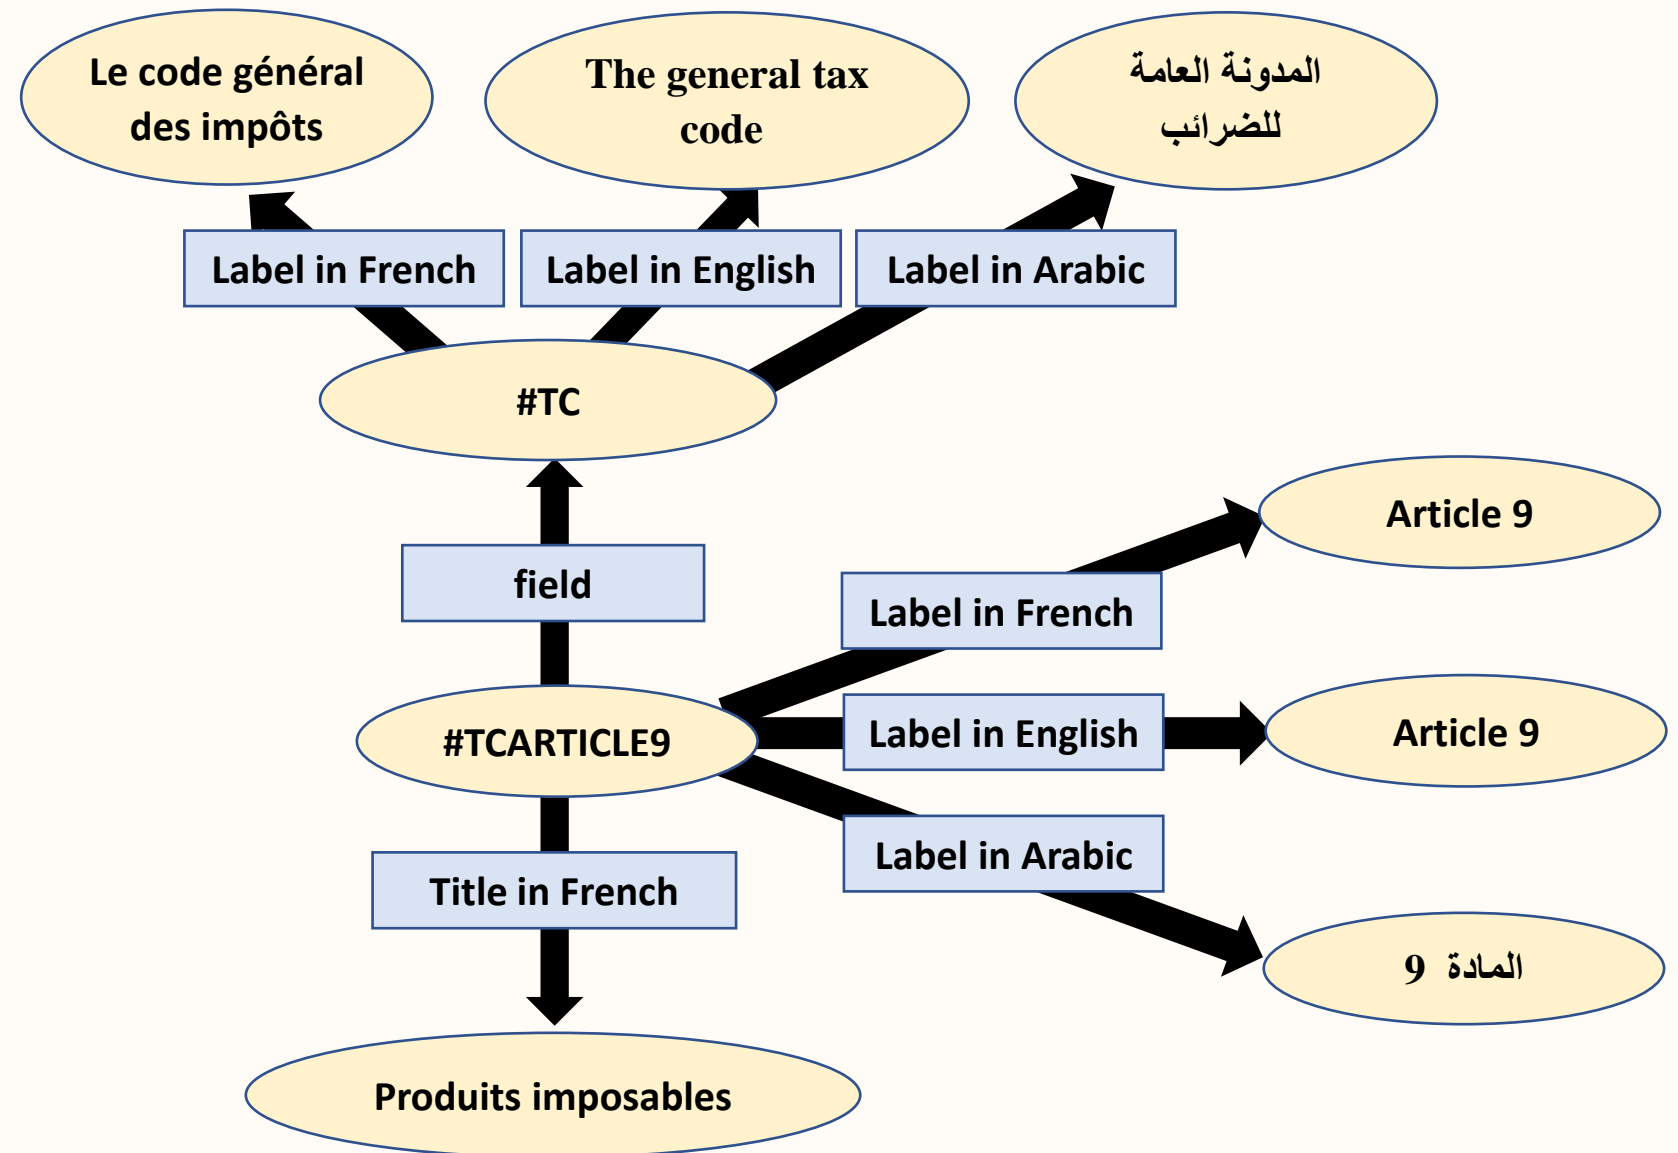 Le code général
des impôts
The general tax
code
المدونة العامة
للضرائب
Label in French
Label in English
Label in Arabic
#TC
field
Article 9
Label in French
#TCARTICLE9
Label in English
Article 9
Label in Arabic
Title in French
المادة 9
Produits imposables